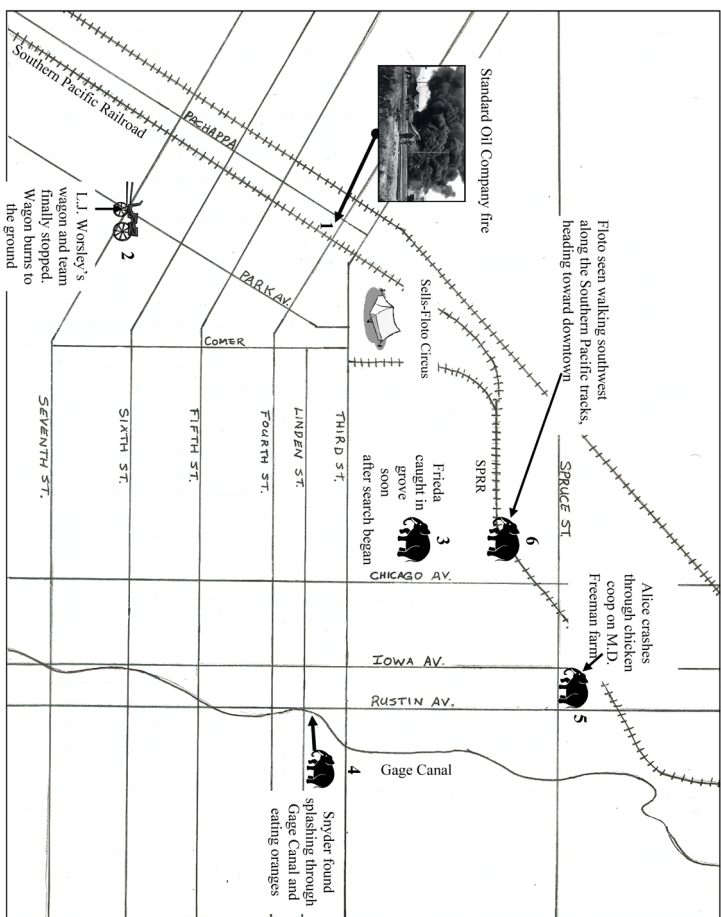 Standard Oil Company fire
Floto seen walking southwest
along the Southern Pacific tracks,
heading toward downtown
Southern Pacific Railroad
PACHAPPA
1
Sells-Floto Circus
L.J. Worsley's
wagon and team
finally stopped.
Wagon burns to
the ground
2
PARK AV.
COMER
SEVENTH ST.
SIXTH ST.
FIFTH ST.
FOURTH ST.
LINDEN ST.
THIRD ST.
SPRR
SPRUCE ST.
Frieda
caught in
grove
soon
after search began
3
6
CHICAGO AV.
Alice crashes
through chicken
coop on M.D.
Freeman farm
5
IOWA AV.
RUSTIN AV.
Gage Canal
4
Snyder found
splashing through
Gage Canal and
eating oranges